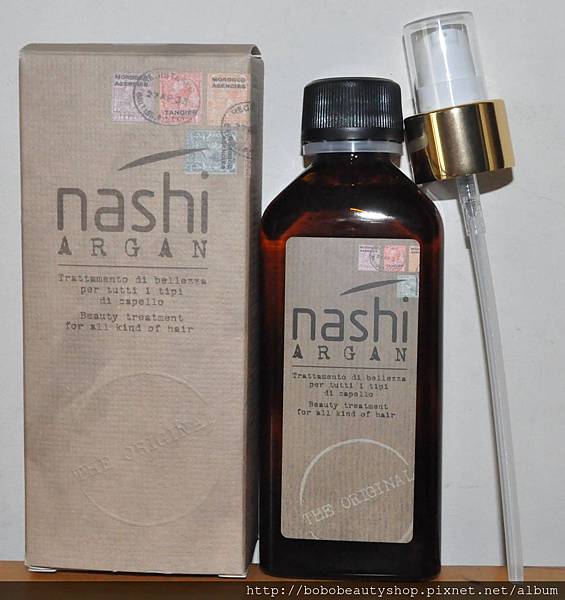 MOROCCO
AGENCIES
MOROCCO
AGENCIES
TANGIER
nashi
ARGAN
Trattamento di bellezza
per tutti i tipi
di capello
Beauty treatment
for all kind of hair
THE ORIGINAL
nashi
ARGAN
Trattamento di bellezza
per tutti i tipi
di capello
Beauty treatment
for all kind of hair
THE ORIGINAL
http://bobobeautyshop.pixnet.net/album